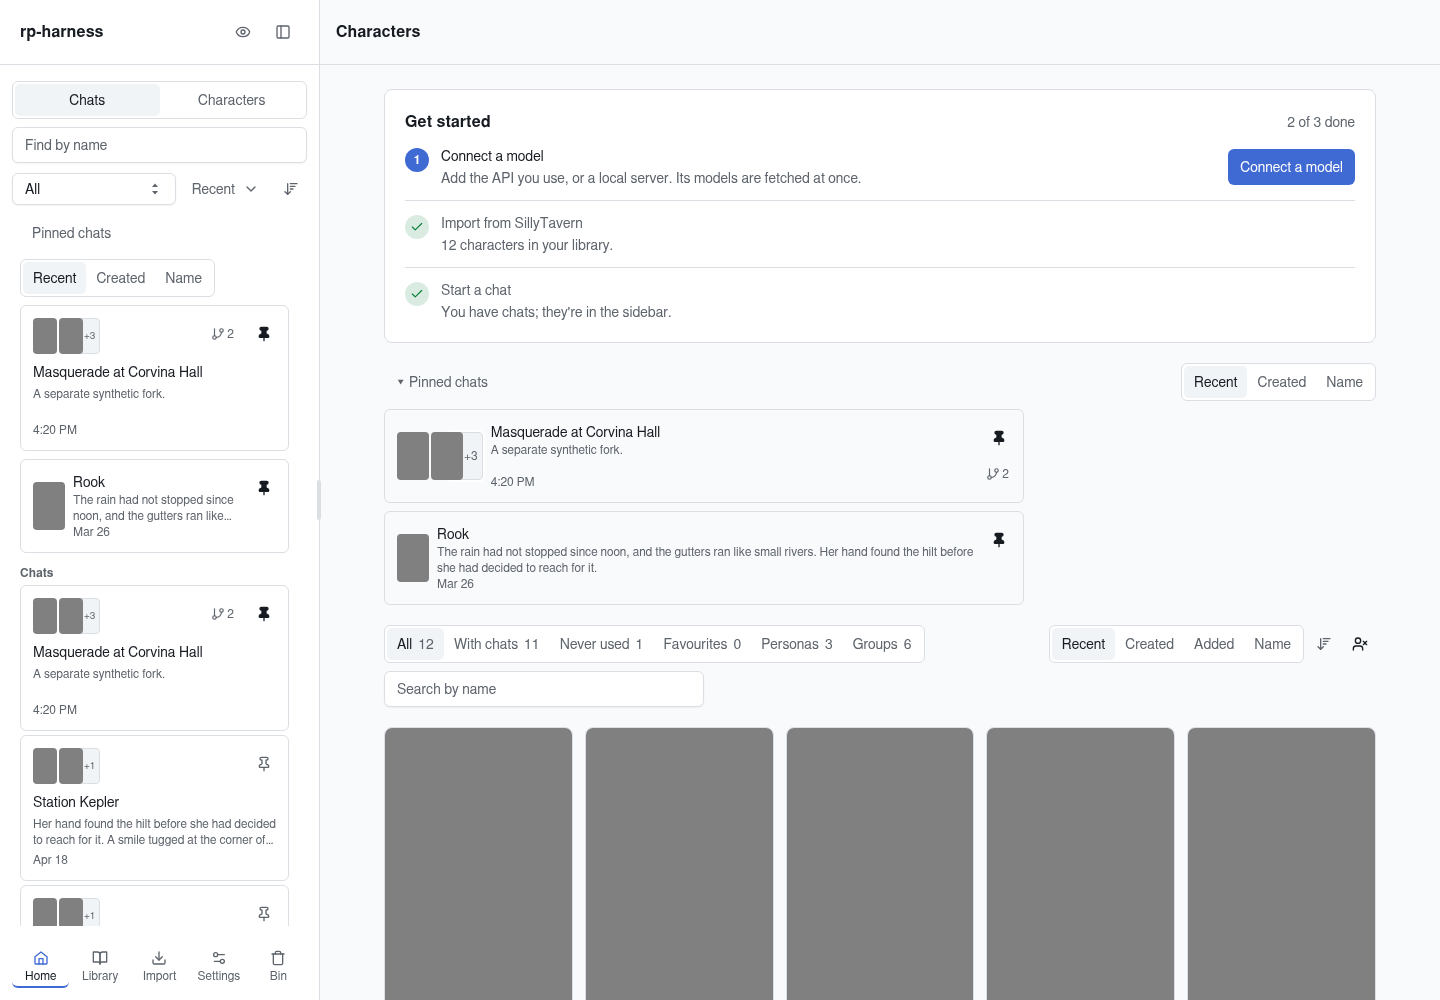 rp-harness
Chats
Characters
Find by name
All
Recent
Pinned chats
Recent
Created
Name
+3
2
Masquerade at Corvina Hall
A separate synthetic fork.
4:20 PM
Rook
The rain had not stopped since
noon, and the gutters ran like...
Mar 26
Chats
+3
2
Masquerade at Corvina Hall
A separate synthetic fork.
4:20 PM
+1
Station Kepler
Her hand found the hilt before she had decided
to reach for it. A smile tugged at the corner of...
Apr 18
+1
Home
Library
Import
Settings
Bin
Characters
Get started
2 of 3 done
1
Connect a model
Add the API you use, or a local server. Its models are fetched at once.
Connect a model
Import from SillyTavern
12 characters in your library.
Start a chat
You have chats; they're in the sidebar.
Pinned chats
Recent
Created
Name
+3
Masquerade at Corvina Hall
A separate synthetic fork.
4:20 PM
2
Rook
The rain had not stopped since noon, and the gutters ran like small rivers. Her hand found the hilt before
she had decided to reach for it.
Mar 26
All 12
With chats 11
Never used 1
Favourites 0
Personas 3
Groups 6
Recent
Created
Added
Name
Search by name